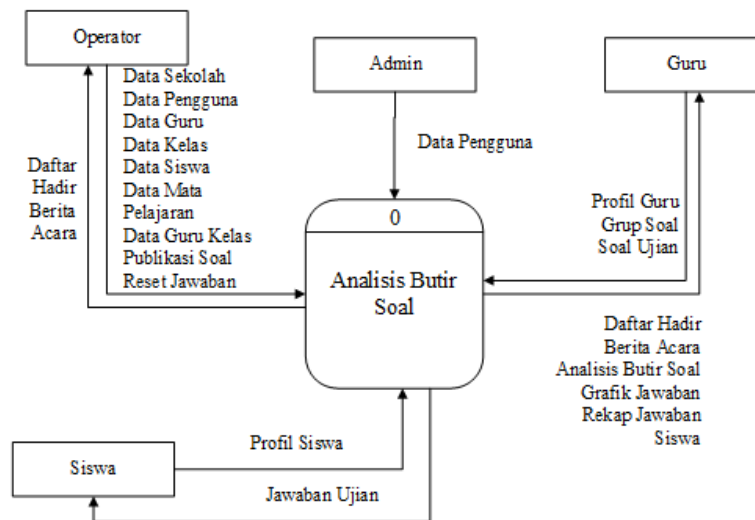 Operator
Admin
Guru
Data Sekolah
Data Pengguna
Data Guru
Data Kelas
Data Siswa
Data Mata
Pelajaran
Data Guru Kelas
Publikasi Soal
Reset Jawaban
Daftar
Hadir
Berita
Acara
Data Pengguna
Profil Guru
Grup Soal
Soal Ujian
0
Analisis Butir
Soal
Daftar Hadir
Berita Acara
Analisis Butir Soal
Grafik Jawaban
Rekap Jawaban
Siswa
Siswa
Profil Siswa
Jawaban Ujian